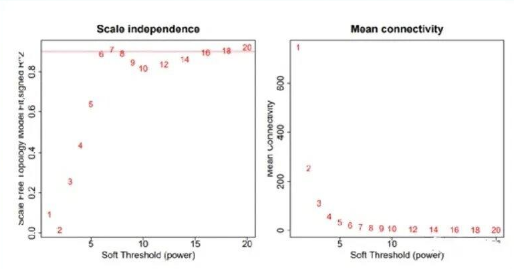 Scale independence
Scale Free Topology Model Fit,signed R^2
0.0 0.2 0.4 0.6 0.8
1 2 3 4 5 6 7 8 9 10 12 14 16 18 20
5 10 15 20
Soft Threshold (power)
Mean connectivity
Mean Connectivity
0 200 400 600
1 2 3 4 5 6 7 8 9 10 12 14 16 18 20
5 10
Soft Threshold (power)